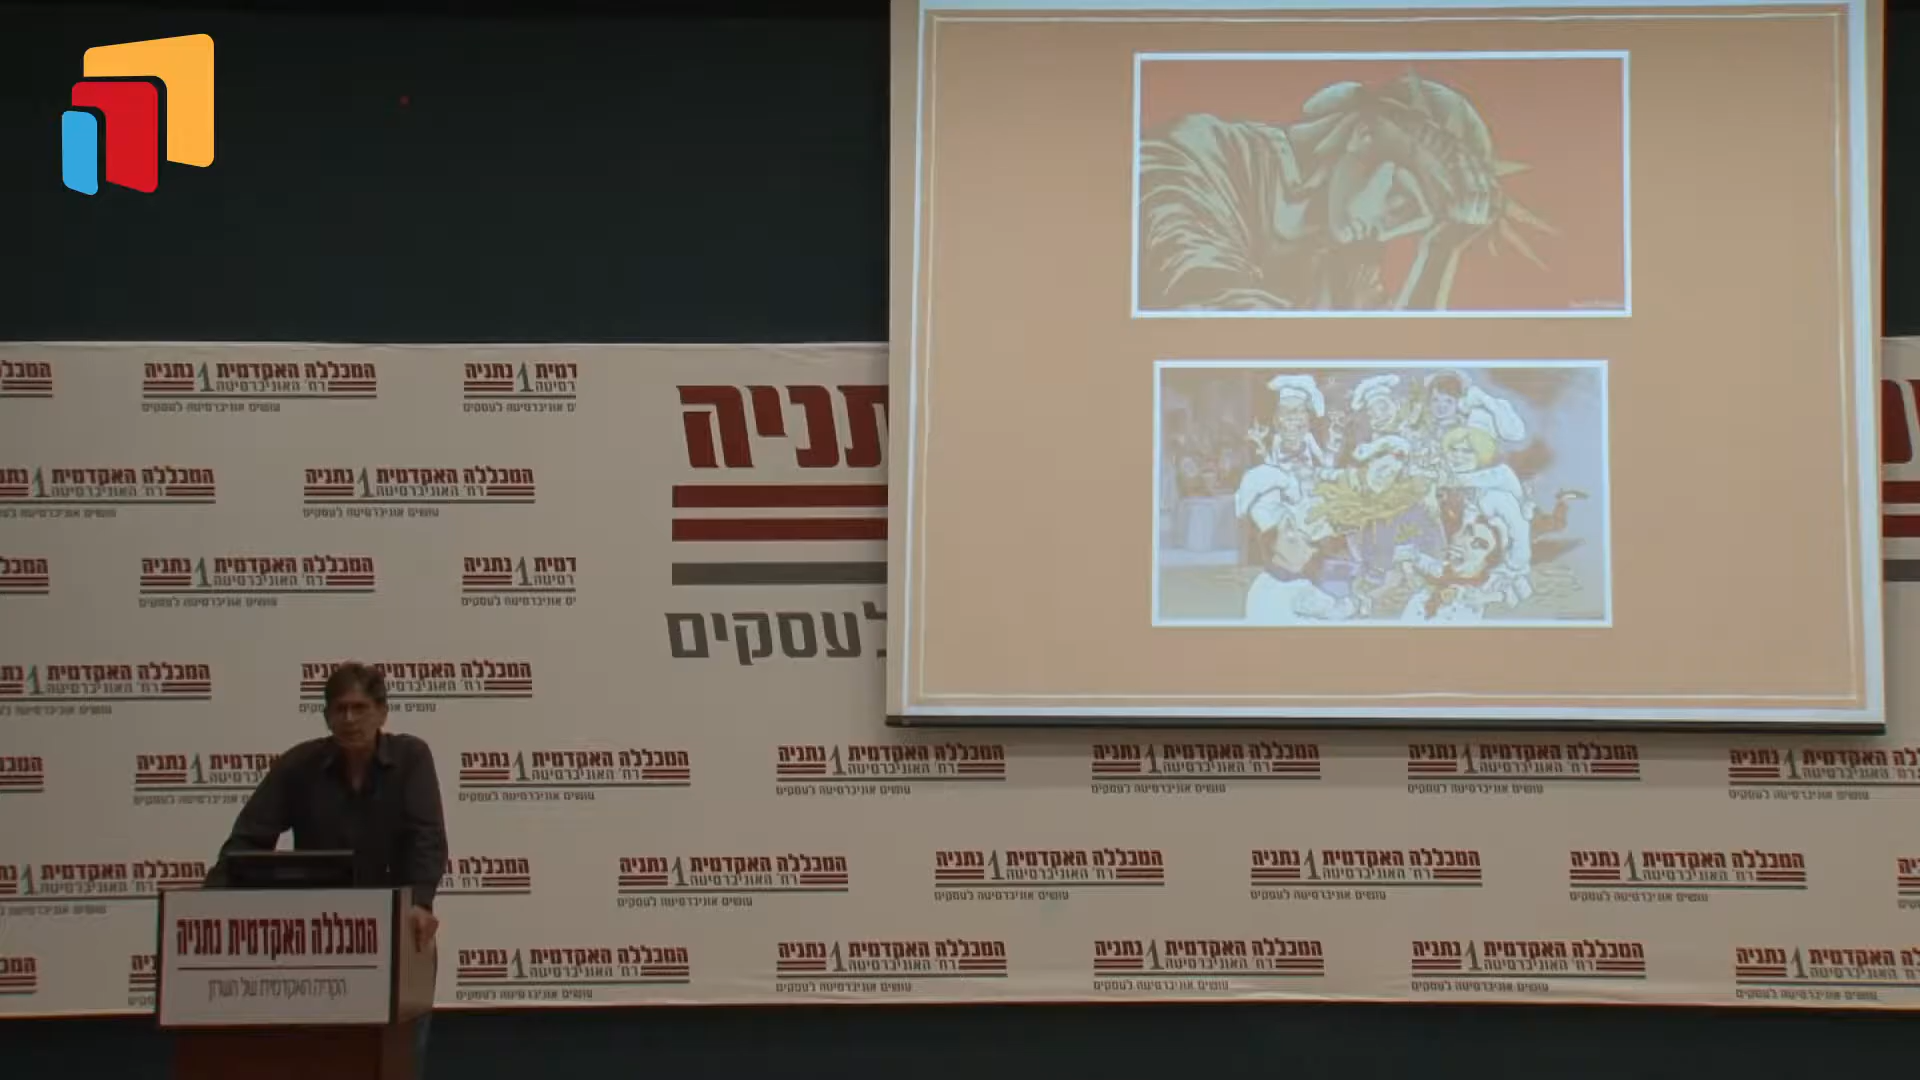 המכללה האקדמית 1 נתניה
רח' האוניברסיטה
עושים אוניברסיטה לעסקים
נתניה
לעסקים
המכללה האקדמית נתניה
הקריה האקדמית של השרון